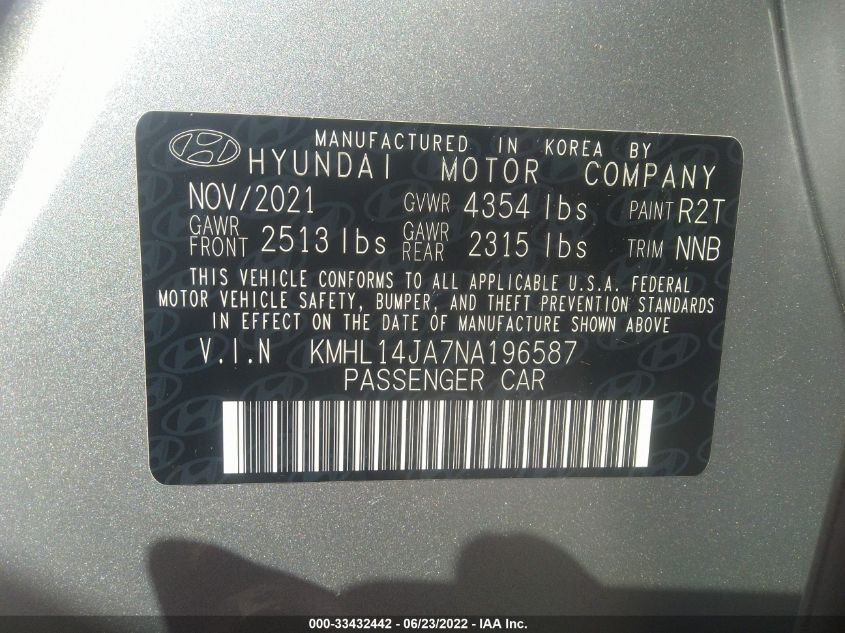 MANUFACTURED IN KOREA BY
HYUNDAI MOTOR COMPANY
NOV/2021 GVWR 4354 lbs PAINT R2T
GAWR FRONT 2513 lbs GAWR REAR 2315 lbs TRIM NNB
THIS VEHICLE CONFORMS TO ALL APPLICABLE U.S.A. FEDERAL
MOTOR VEHICLE SAFETY, BUMPER, AND THEFT PREVENTION STANDARDS
IN EFFECT ON THE DATE OF MANUFACTURE SHOWN ABOVE
V.I.N KMHL14JA7NA196587
PASSENGER CAR
000-33432442 - 06/23/2022 - IAA Inc.